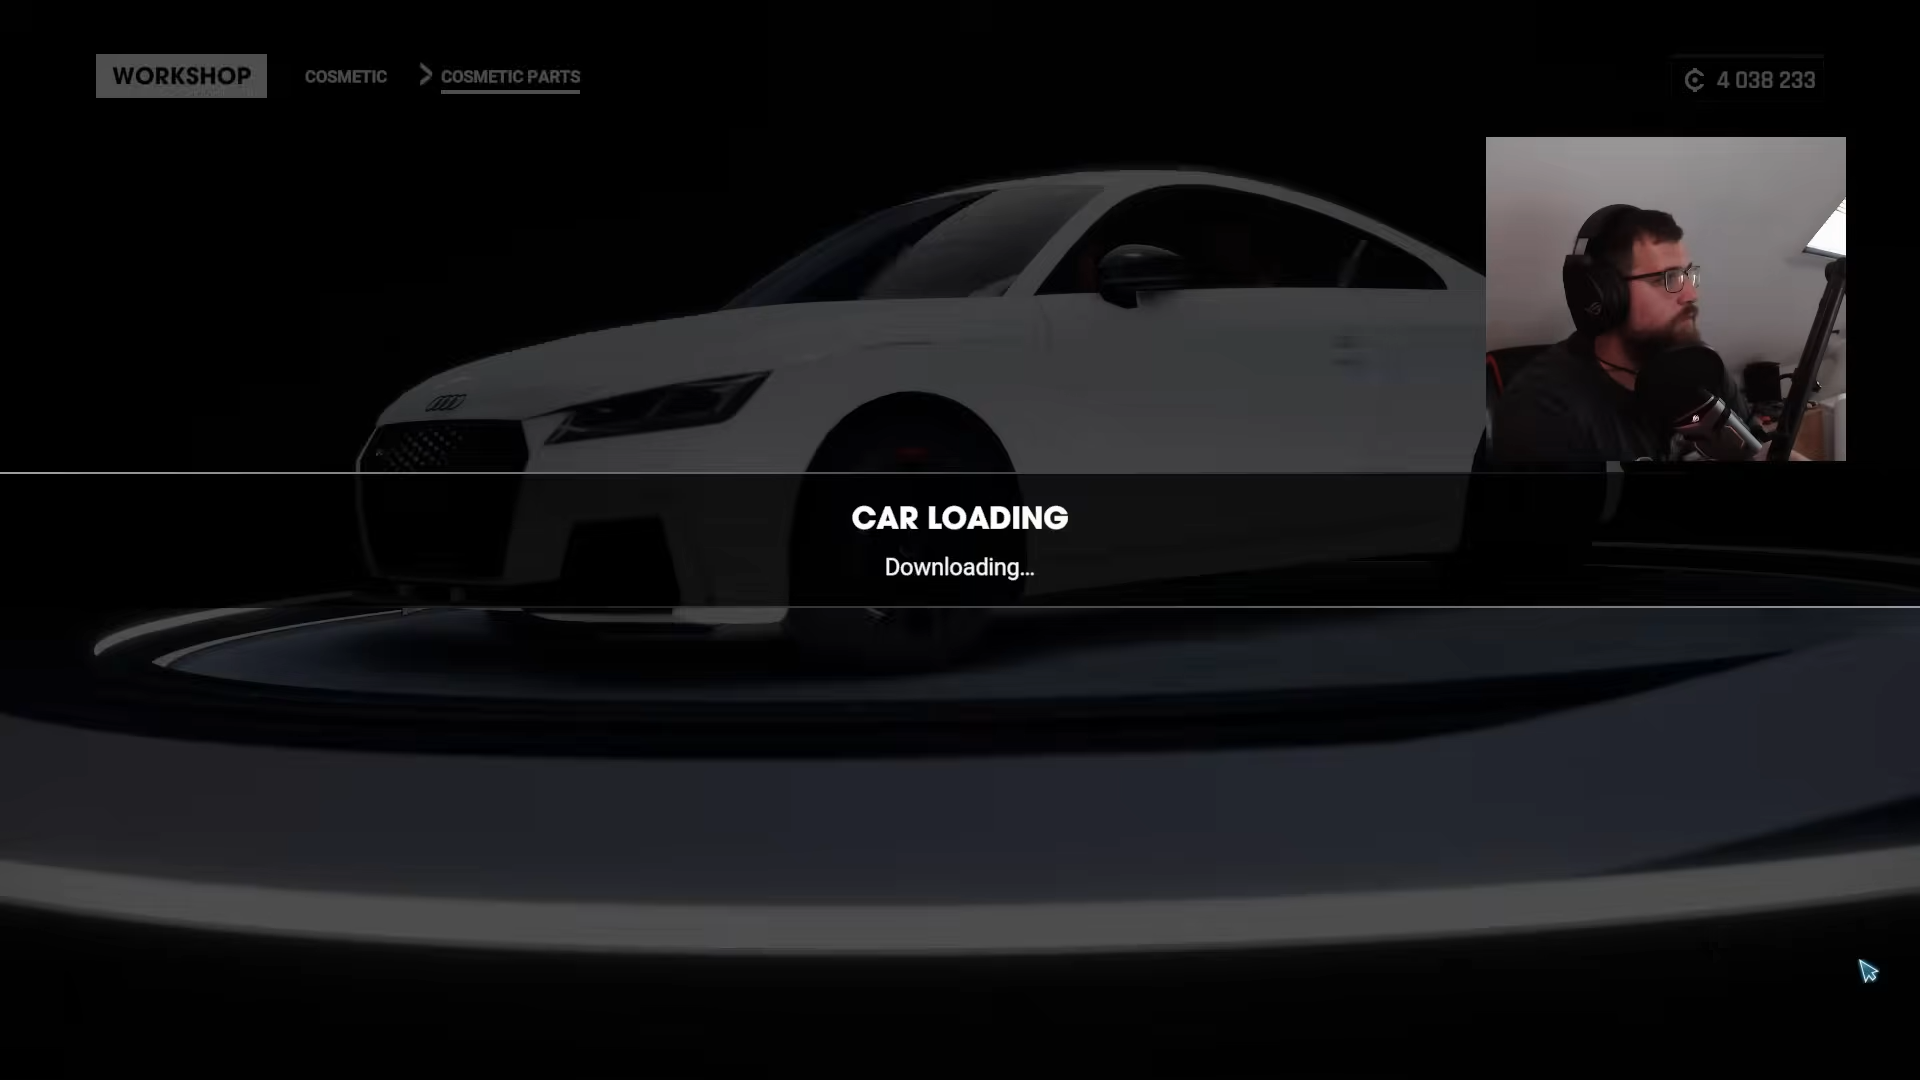 WORKSHOP
COSMETIC
COSMETIC PARTS
4 038 233
CAR LOADING
Downloading...